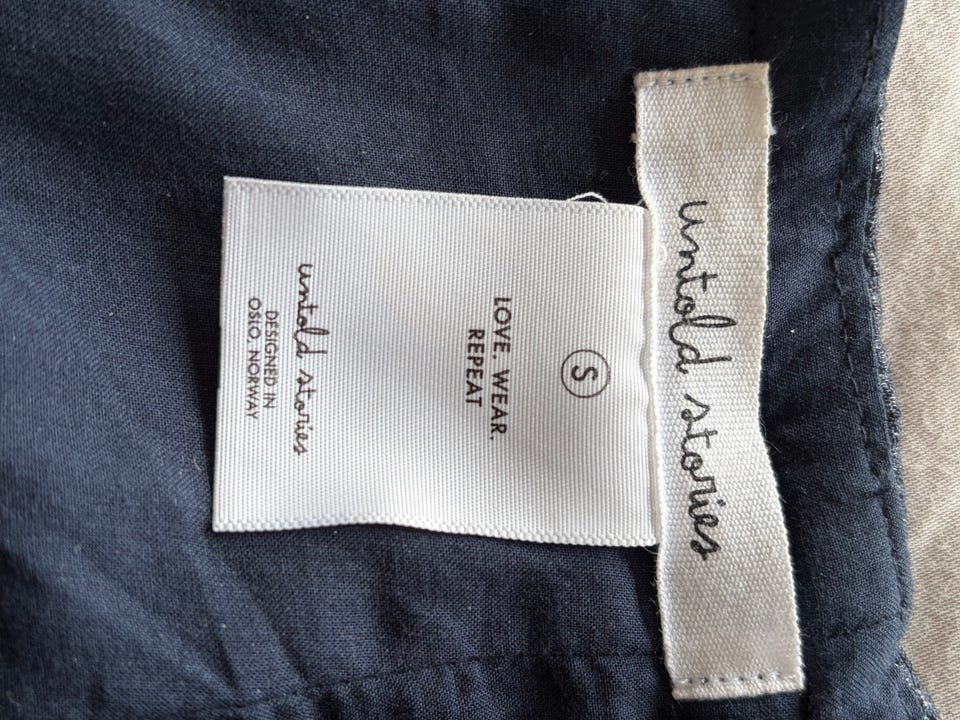 untold stories
S
LOVE. WEAR.
REPEAT
untold stories
DESIGNED IN
OSLO, NORWAY